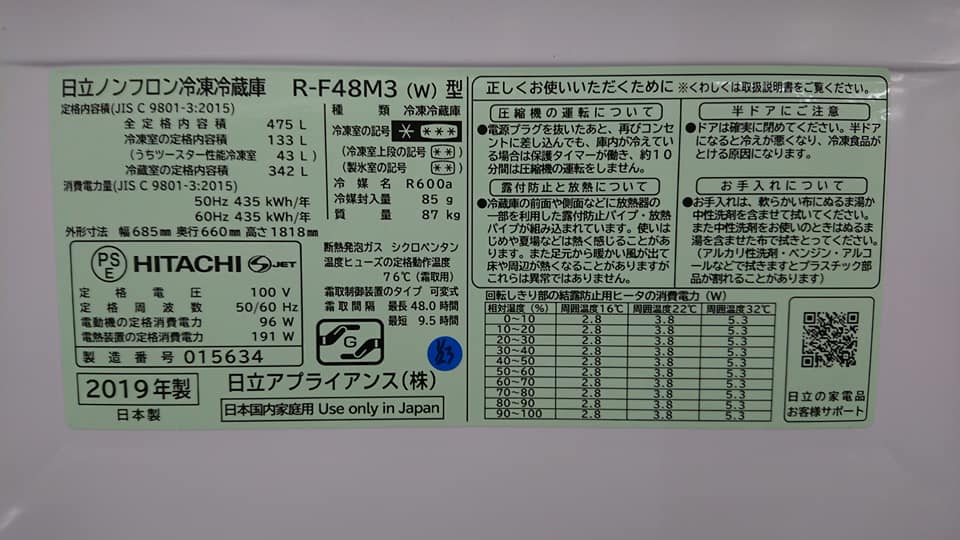 日立ノンフロン冷凍冷蔵庫 R-F48M3 (W) 型
定格内容積(JIS C 9801-3:2015)
全定格内容積 475 L
冷凍室の定格内容積 133 L
(うちツースター性能冷凍室 43 L)
冷蔵室の定格内容積 342 L
消費電力量(JIS C 9801-3:2015)
50Hz 435 kWh/年
60Hz 435 kWh/年
外形寸法 幅685mm 奥行660mm 高さ1818mm
種類 冷凍冷蔵庫
冷凍室の記号 * ***
(冷凍室上段の記号 **)
(製氷室の記号 **)
冷媒名 R600a
冷媒封入量 85 g
質量 87 kg
PSE HITACHI S JET
定格電圧 100 V
定格周波数 50/60 Hz
電動機の定格消費電力 96 W
電熱装置の定格消費電力 191 W
製造番号 015634
断熱発泡ガス シクロペンタン
温度ヒューズの定格動作温度
76℃(霜取用)
霜取制御装置のタイプ 可変式
霜取間隔 最長 48.0 時間
最短 9.5 時間
G
2019年製
日本製
日立アプライアンス(株)
日本国内家庭用 Use only in Japan
正しくお使いいただくために ※くわしくは取扱説明書をご覧ください。
圧縮機の運転について
●電源プラグを抜いたあと、再びコンセ
ントに差し込んでも、庫内が冷えてい
る場合は保護タイマーが働き、約10
分間は圧縮機の運転をしません。
露付防止と放熱について
●冷蔵庫の前面や側面などに放熱器の
一部を利用した露付防止パイプ・放熱
パイプが組み込まれています。使いは
じめや夏場などは熱く感じることがあ
ります。また足元から暖かい風が出て
床や周辺が熱くなることがありますが
これらは異常ではありません。
半ドアにご注意
●ドアは確実に閉めてください。半ドア
になると冷えが悪くなり、冷凍食品が
とける原因になります。
お手入れについて
●お手入れは、軟らかい布にぬるま湯か
中性洗剤を含ませて拭いてください。
また中性洗剤をお使いのときはぬるま
湯を含ませた布で拭きとってください。
(アルカリ性洗剤・ベンジン・アルコ
ールなどで拭きますとプラスチック部
品が割れることがあります)
回転しきり部の結露防止用ヒータの消費電力 (W)
相対湿度(%) 周囲温度16℃ 周囲温度22℃ 周囲温度32℃
0~10 2.8 3.8 5.3
10~20 2.8 3.8 5.3
20~30 2.8 3.8 5.3
30~40 2.8 3.8 5.3
40~50 2.8 3.8 5.3
50~60 2.8 3.8 5.3
60~70 2.8 3.8 5.3
70~80 2.8 3.8 5.3
80~90 2.8 3.8 5.3
90~100 2.8 3.8 5.3
日立の家電品
お客様サポート